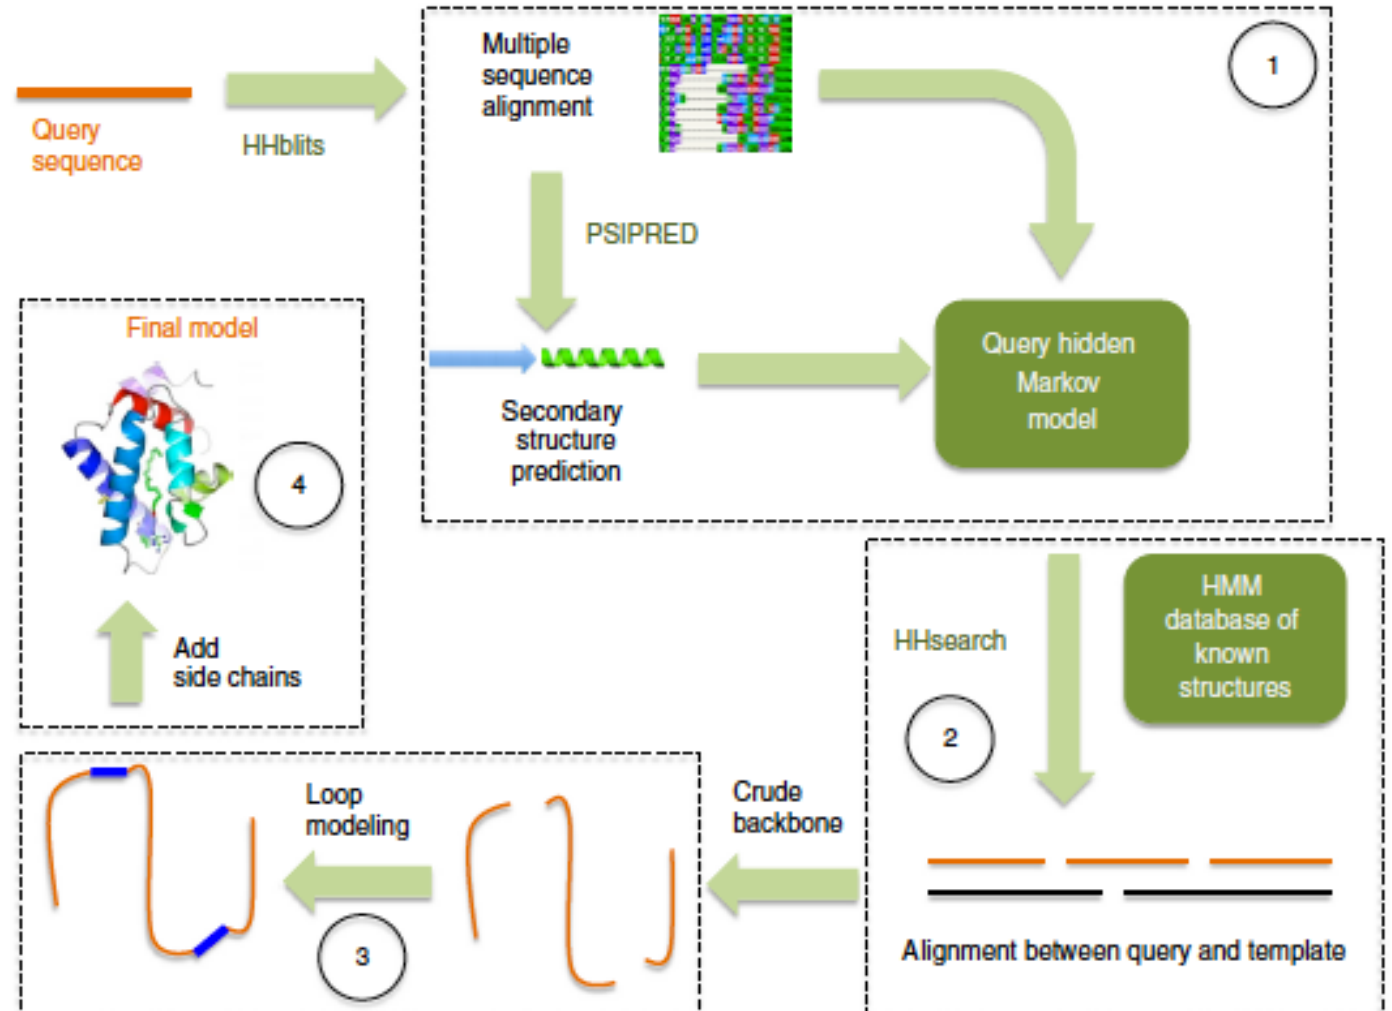 Query
sequence
HHblits
Multiple
sequence
alignment
1
PSIPRED
Secondary
structure
prediction
Query hidden
Markov
model
HHsearch
HMM
database of
known
structures
2
Alignment between query and template
Crude
backbone
Loop
modeling
3
Add
side chains
Final model
4